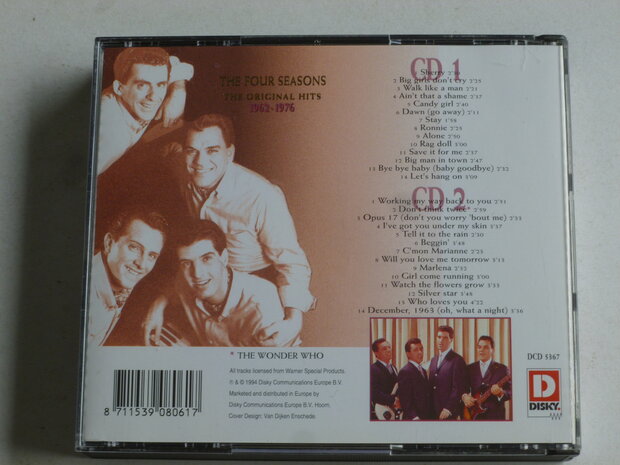 THE FOUR SEASONS
THE ORIGINAL HITS
1962-1976
CD 1
1 Sherry 2'30
2 Big girls don't cry 2'25
3 Walk like a man 2'21
4 Ain't that a shame 2'37
5 Candy girl 2'40
6 Dawn (go away) 2'11
7 Stay 1'56
8 Ronnie 2'25
9 Alone 2'50
10 Rag doll 3'00
11 Save it for me 2'37
12 Big man in town 2'47
13 Bye bye baby (baby goodbye) 2'32
14 Let's hang on 3'09
CD 2
1 Working my way back to you 2'51
2 Don't think twice* 2'59
3 Opus 17 (don't you worry 'bout me) 2'33
4 I've got you under my skin 3'37
5 Tell it to the rain 2'30
6 Beggin' 2'48
7 C'mon Marianne 2'25
8 Will you love me tomorrow 3'13
9 Marlena 2'32
10 Girl come running 3'00
11 Watch the flowers grow 3'33
12 Silver star 3'48
13 Who loves you 4'22
14 December, 1963 (oh, what a night) 3'36
* THE WONDER WHO
All tracks licensed from Warner Special Products.
℗ & © 1994 Disky Communications Europe B.V.
Marketed and distributed in Europe by
Disky Communications Europe B.V. Hoorn.
Cover Design: Van Dijken Enschede.
8 711539 080617
DCD 5367
D
DISKY.